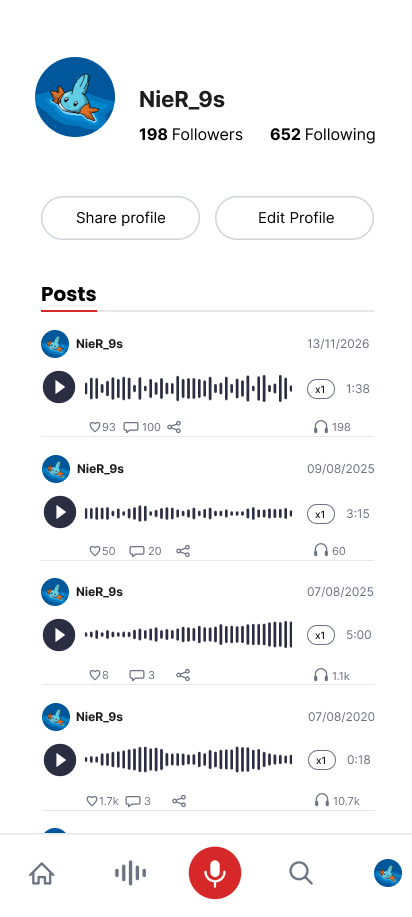 NieR_9s
198 Followers 652 Following
Share profile Edit Profile
Posts
NieR_9s 13/11/2026
x1 1:38
93 100 198
NieR_9s 09/08/2025
x1 3:15
50 20 60
NieR_9s 07/08/2025
x1 5:00
8 3 1.1k
NieR_9s 07/08/2020
x1 0:18
1.7k 3 10.7k